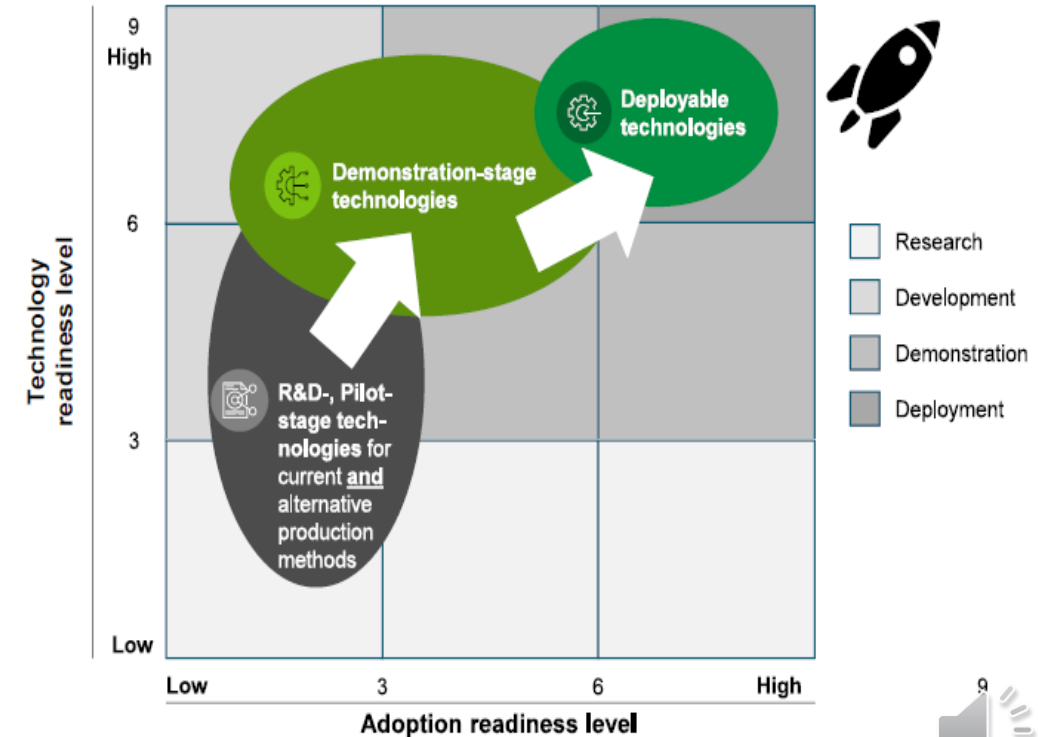 9
High
Deployable
technologies
Demonstration-stage
technologies
6
Technology
readiness level
Research
Development
Demonstration
Deployment
R&D-, Pilot-
stage tech-
nologies for
current and
alternative
production
methods
3
Low
Low 3 6 High 9
Adoption readiness level